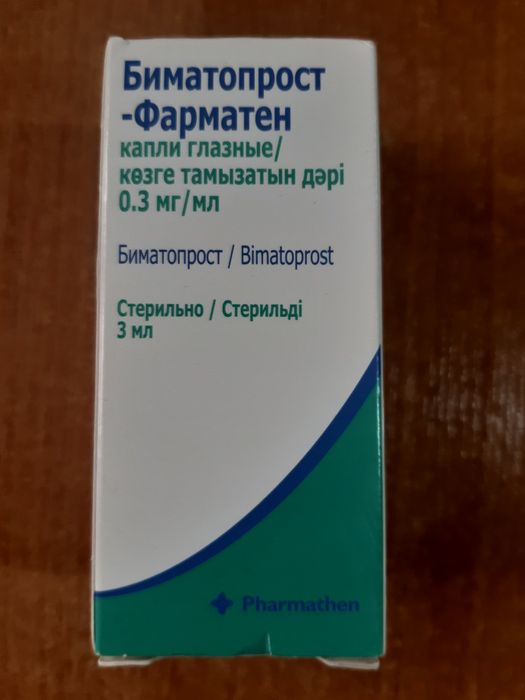 Биматопрост
-Фарматен
капли глазные/
көзге тамызатын дәрі
0.3 мг/мл
Биматопрост / Bimatoprost
Стерильно / Стерильді
3 мл
Pharmathen